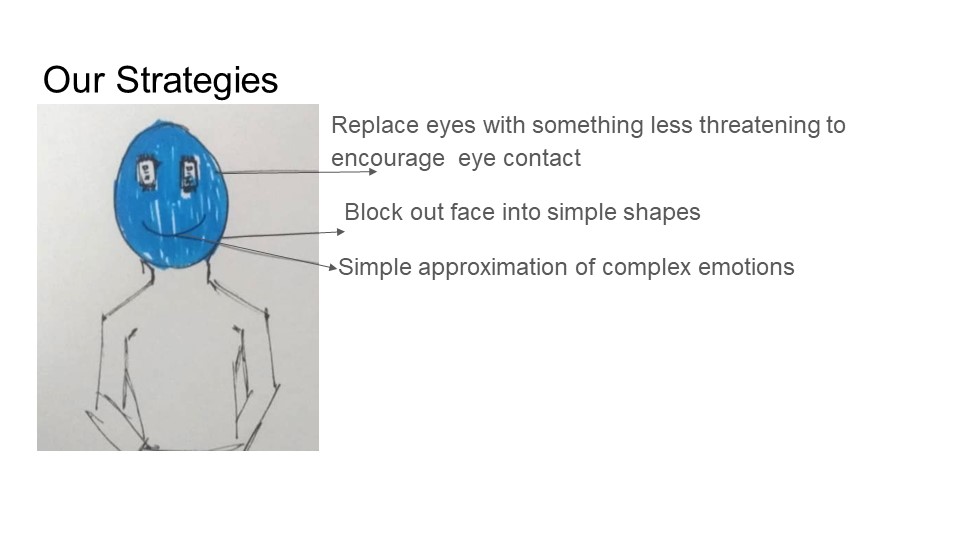 Our Strategies
Replace eyes with something less threatening to
encourage  eye contact
Block out face into simple shapes
Simple approximation of complex emotions